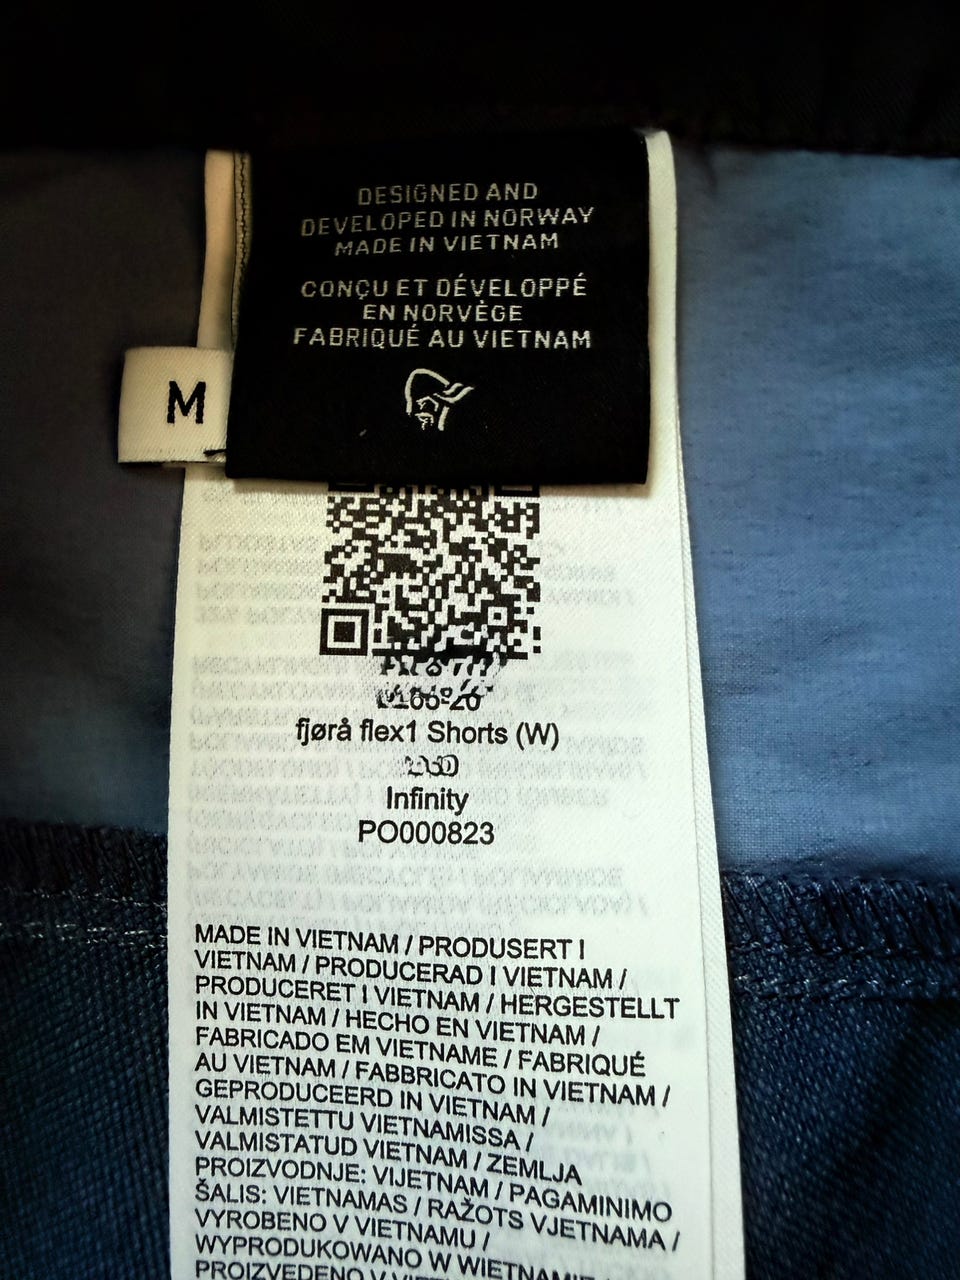 DESIGNED AND
DEVELOPED IN NORWAY
MADE IN VIETNAM
CONÇU ET DÉVELOPPÉ
EN NORVÈGE
FABRIQUÉ AU VIETNAM
M
fjørå flex1 Shorts (W)
Infinity
PO000823
MADE IN VIETNAM / PRODUSERT I
VIETNAM / PRODUCERAD I VIETNAM /
PRODUCERET I VIETNAM / HERGESTELLT
IN VIETNAM / HECHO EN VIETNAM /
FABRICADO EM VIETNAME / FABRIQUÉ
AU VIETNAM / FABBRICATO IN VIETNAM /
GEPRODUCEERD IN VIETNAM /
VALMISTETTU VIETNAMISSA /
VALMISTATUD VIETNAM / ZEMLJA
PROIZVODNJE: VIJETNAM / PAGAMINIMO
ŠALIS: VIETNAMAS / RAŽOTS VJETNAMA /
VYROBENO V VIETNAMU /
WYPRODUKOWANO W WIETNAMIE /
PROIZVEDENO V